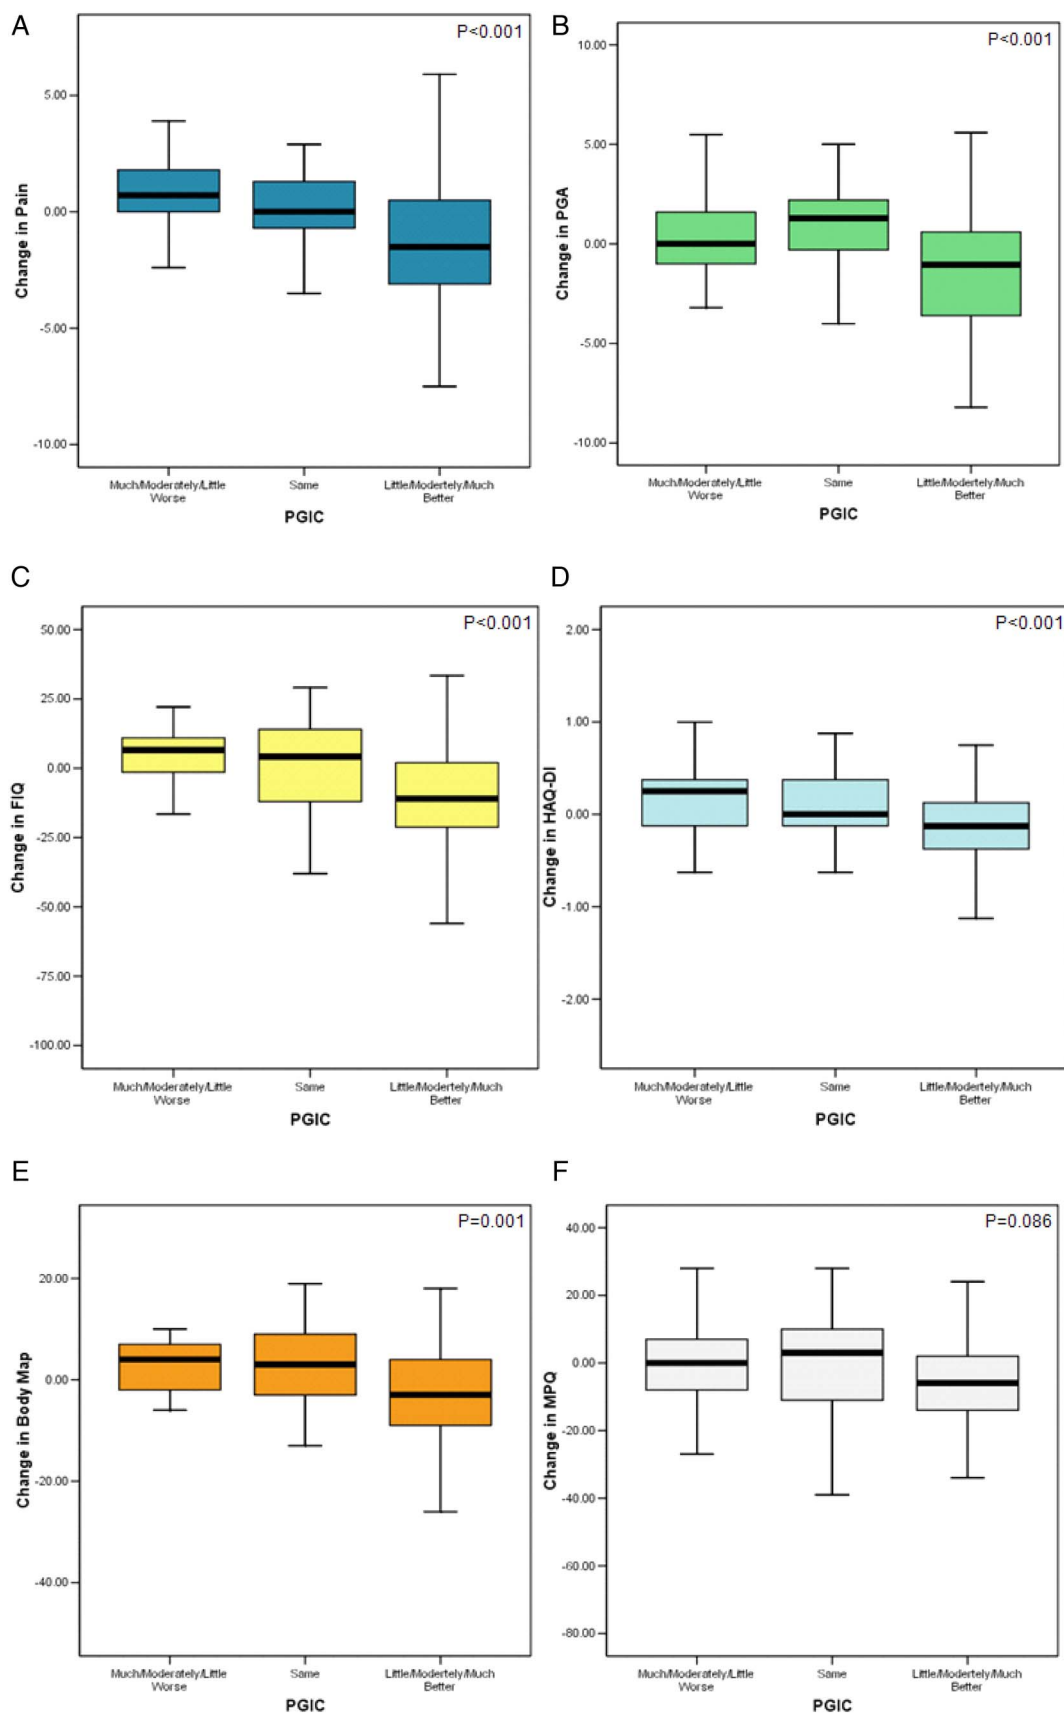 A
P<0.001
5.00
0.00
-5.00
-10.00
Change in Pain
Much/Moderately/Little
Worse
Same
Little/Modertely/Much
Better
PGIC
B
P<0.001
10.00
5.00
0.00
-5.00
-10.00
Change in PGA
Much/Moderately/Little
Worse
Same
Little/Modertely/Much
Better
PGIC
C
P<0.001
50.00
25.00
0.00
-25.00
-50.00
-75.00
-100.00
Change in FIQ
Much/Moderately/Little
Worse
Same
Little/Modertely/Much
Better
PGIC
D
P<0.001
2.00
1.00
0.00
-1.00
-2.00
Change in HAQ-DI
Much/Moderately/Little
Worse
Same
Little/Modertely/Much
Better
PGIC
E
P=0.001
20.00
0.00
-20.00
-40.00
Change in Body Map
Much/Moderately/Little
Worse
Same
Little/Modertely/Much
Better
PGIC
F
P=0.086
40.00
20.00
0.00
-20.00
-40.00
-60.00
-80.00
Change in MPQ
Much/Moderately/Little
Worse
Same
Little/Modertely/Much
Better
PGIC